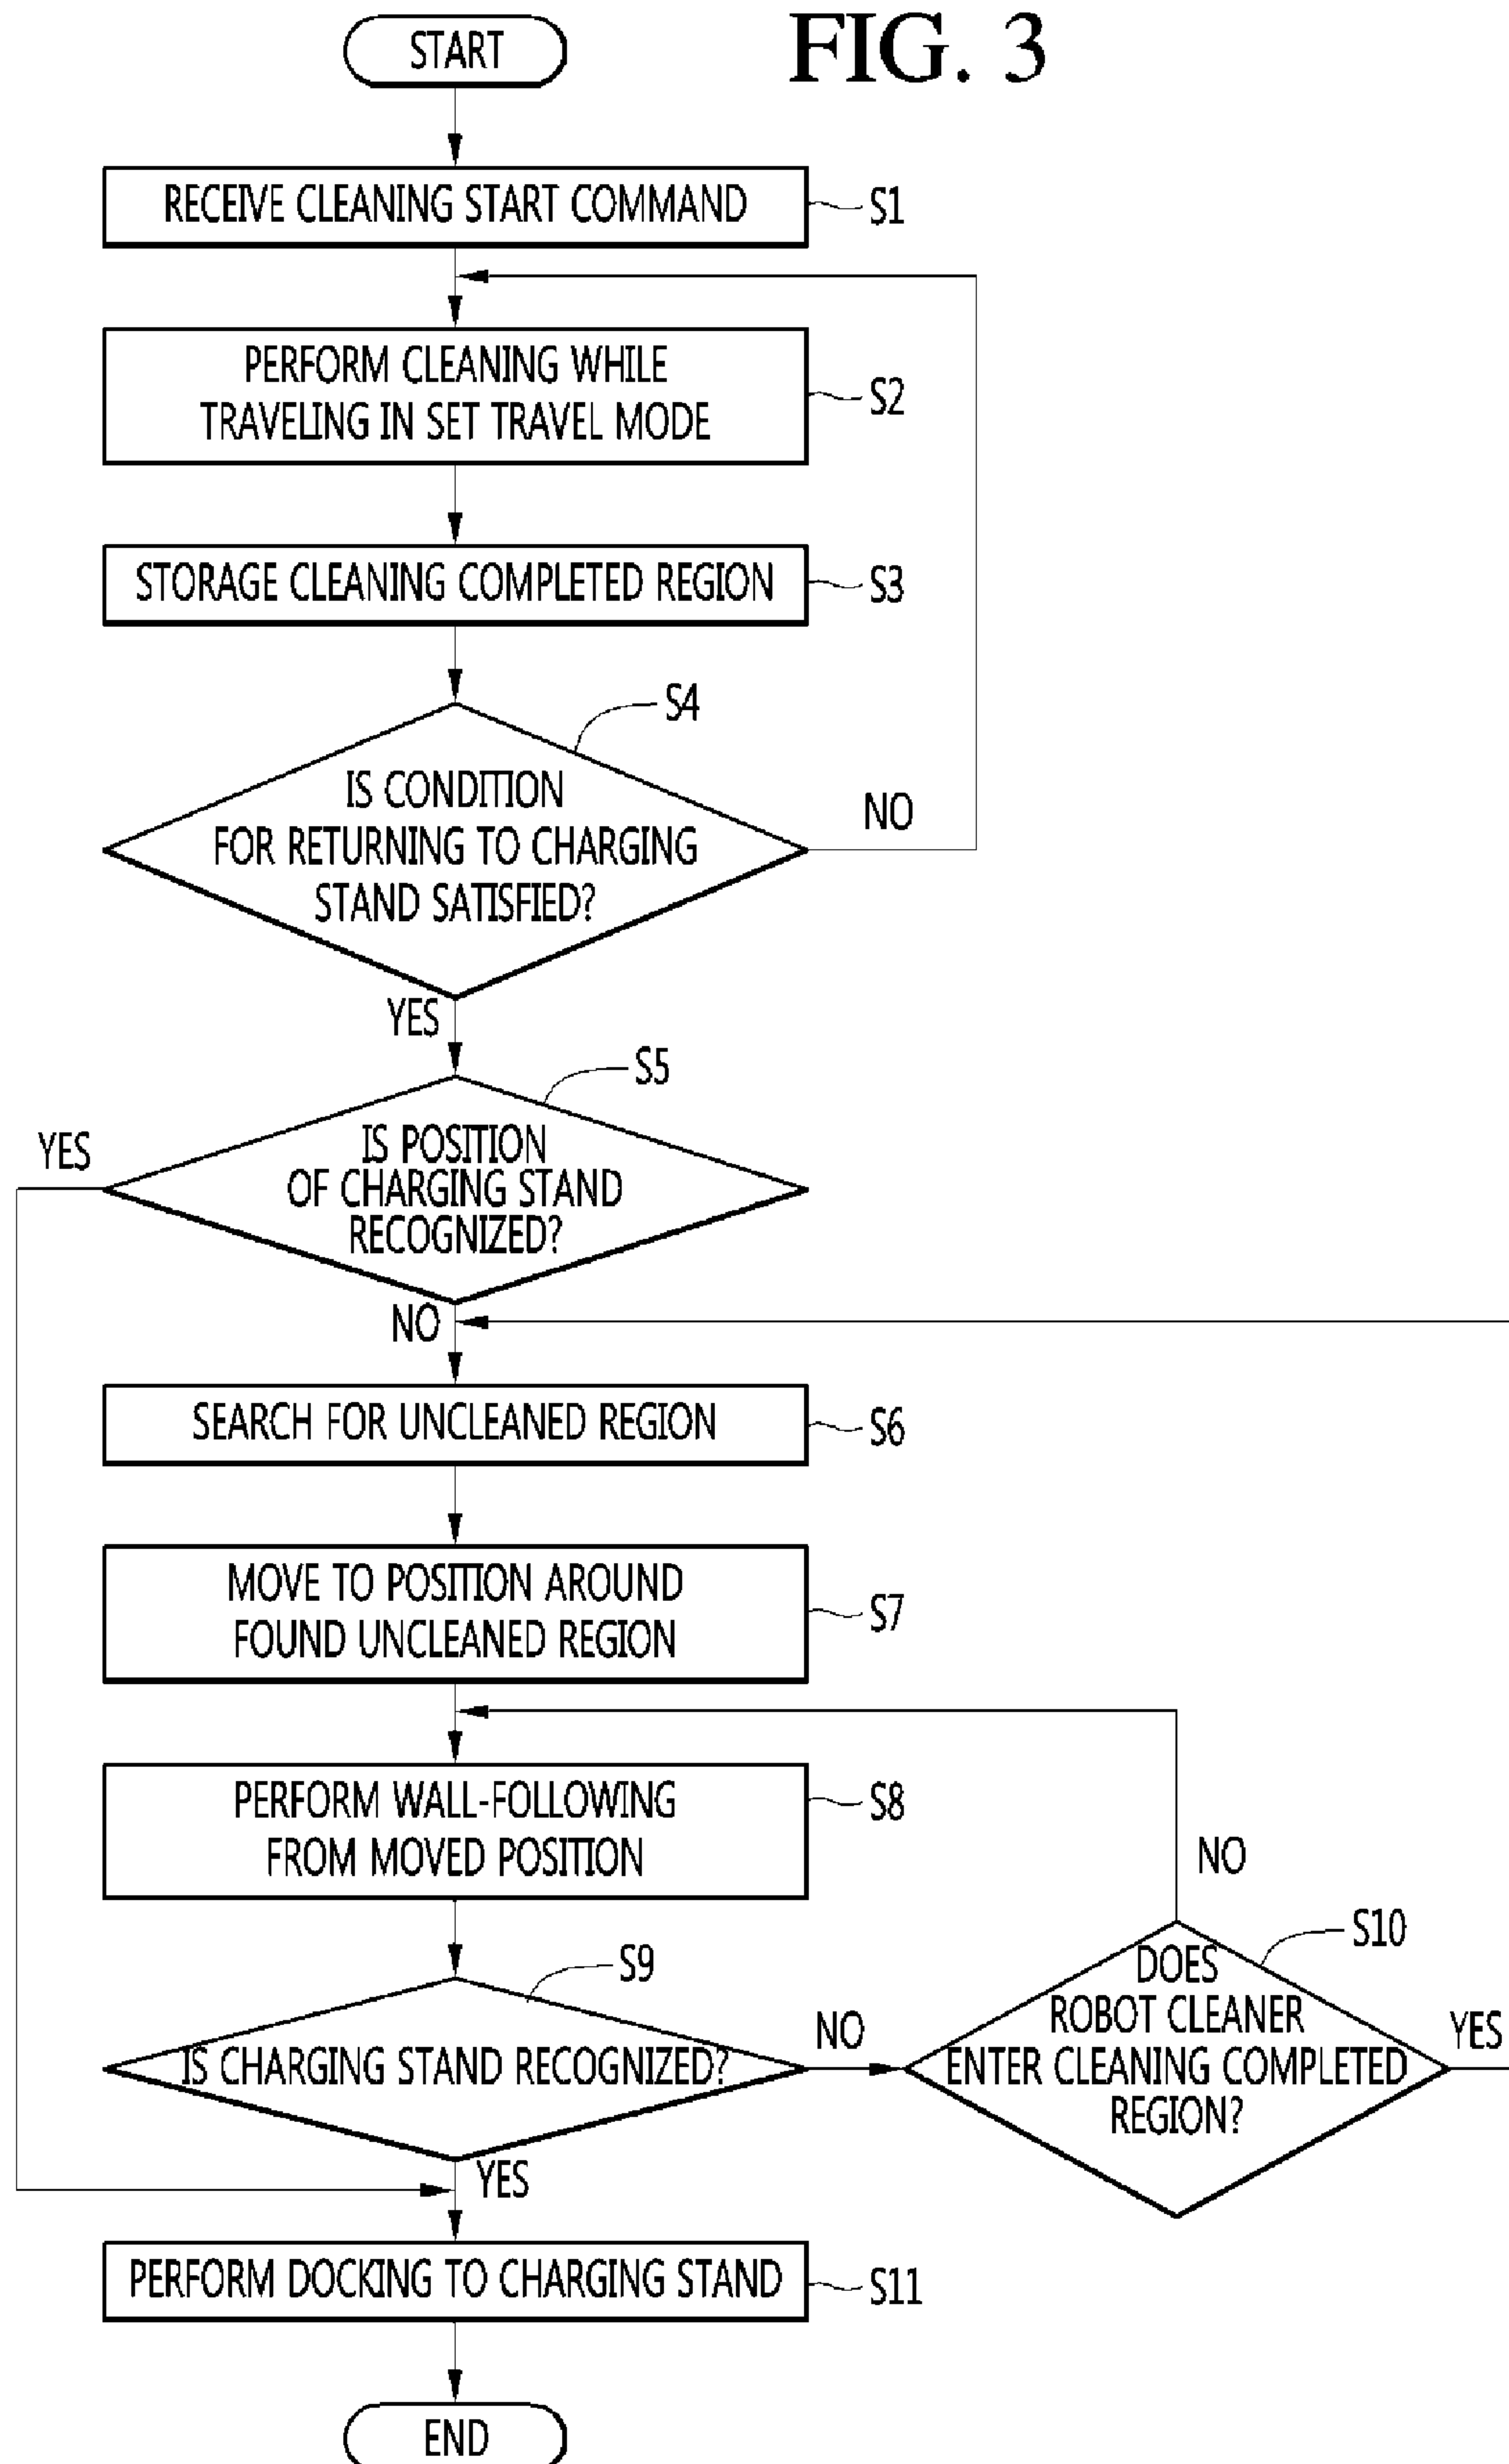 FIG. 3
START
RECEIVE CLEANING START COMMAND
S1
PERFORM CLEANING WHILE
TRAVELING IN SET TRAVEL MODE
S2
STORAGE CLEANING COMPLETED REGION
S3
S4
IS CONDITION
FOR RETURNING TO CHARGING
STAND SATISFIED?
NO
YES
S5
IS POSITION
OF CHARGING STAND
RECOGNIZED?
YES
NO
SEARCH FOR UNCLEANED REGION
S6
MOVE TO POSITION AROUND
FOUND UNCLEANED REGION
S7
PERFORM WALL-FOLLOWING
FROM MOVED POSITION
S8
NO
S9
IS CHARGING STAND RECOGNIZED?
NO
S10
DOES
ROBOT CLEANER
ENTER CLEANING COMPLETED
REGION?
YES
YES
PERFORM DOCKING TO CHARGING STAND
S11
END